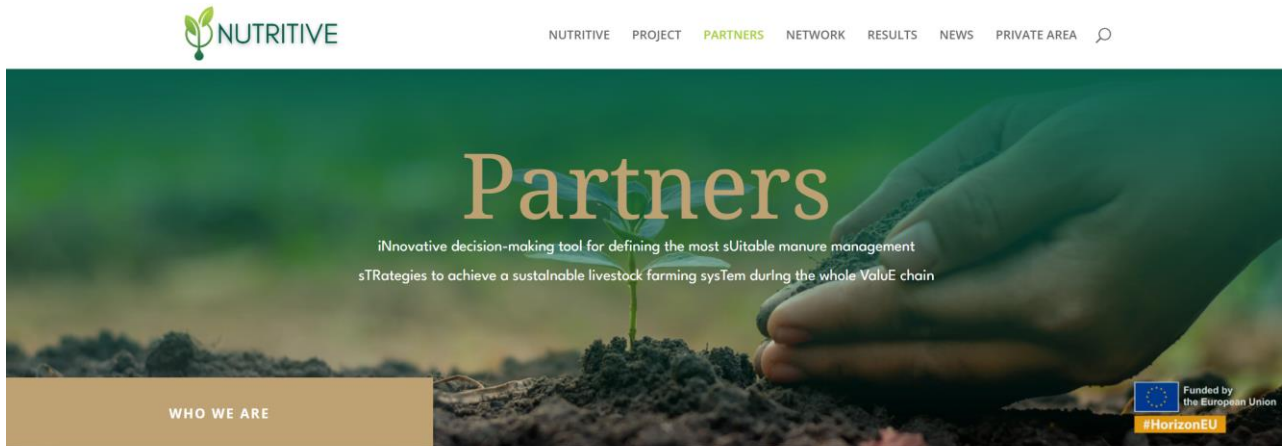 NUTRITIVE
NUTRITIVE PROJECT PARTNERS NETWORK RESULTS NEWS PRIVATE AREA
Partners
iNnovative decision-making tool for defining the most sUitable manure management
sTRategies to achieve a sustaInable livestock farming sysTem durIng the whole ValuE chain
WHO WE ARE
Funded by
the European Union
#HorizonEU